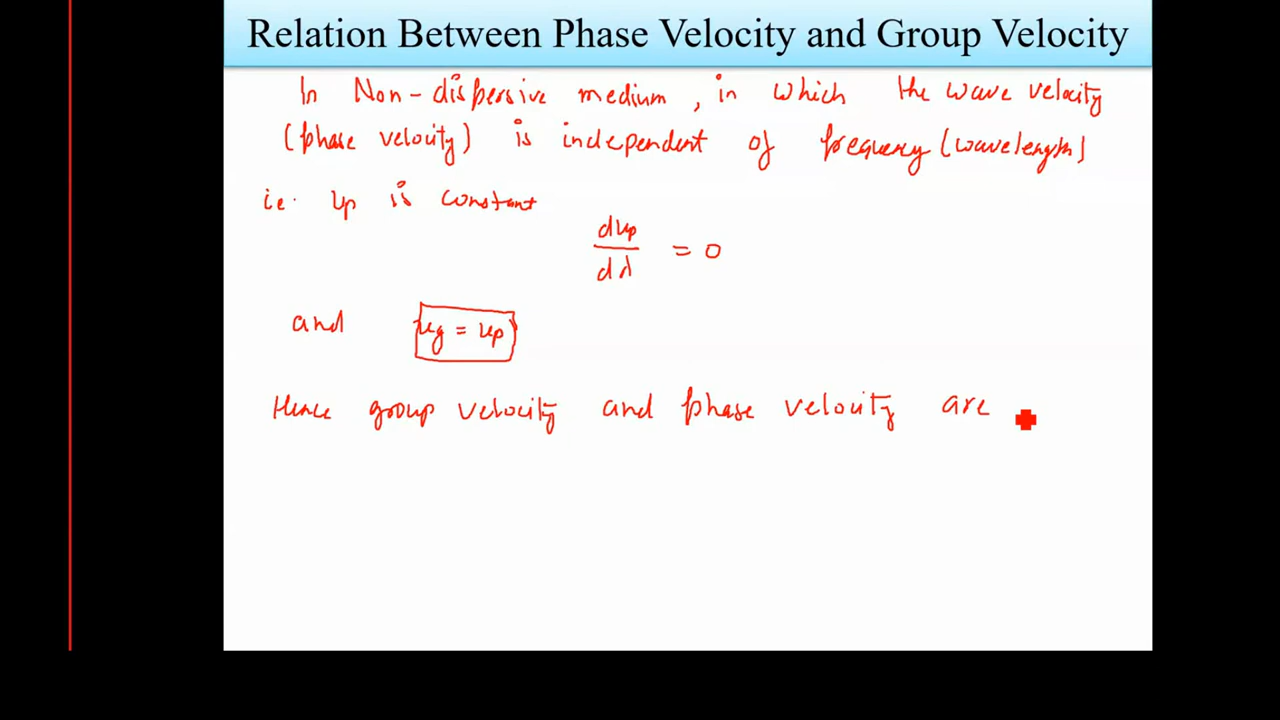 Relation Between Phase Velocity and Group Velocity
In Non-dispersive medium, in which the wave velocity
(phase velocity) is independent of frequency (wavelength)
i.e. vp is constant
dvp/dλ = 0
and vg = vp
Hence group velocity and phase velocity are